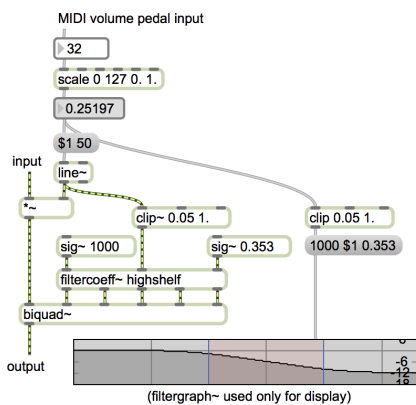 MIDI volume pedal input
32
scale 0 127 0. 1.
0.25197
$1 50
input
line~
*~
clip~ 0.05 1.
clip 0.05 1.
sig~ 1000
sig~ 0.353
1000 $1 0.353
filtercoeff~ highshelf
biquad~
output
0
-6
-12
-18
(filtergraph~ used only for display)